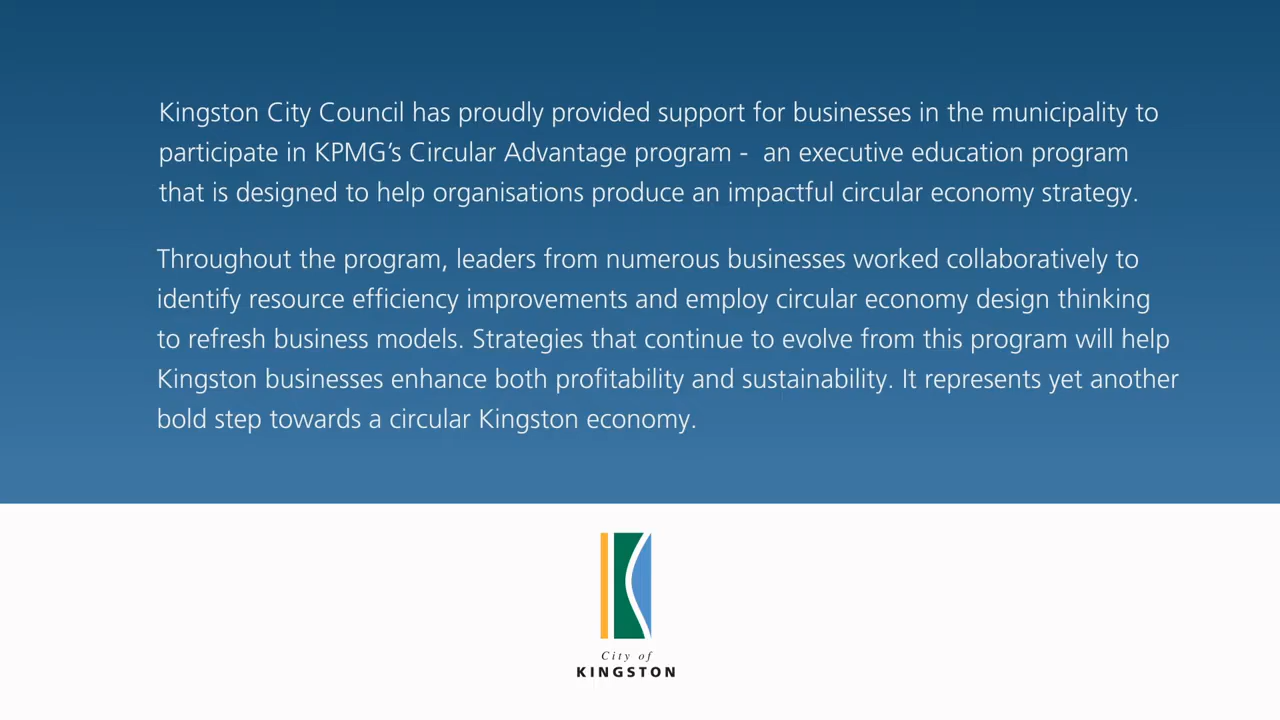 Kingston City Council has proudly provided support for businesses in the municipality to
participate in KPMG’s Circular Advantage program -  an executive education program
that is designed to help organisations produce an impactful circular economy strategy.
Throughout the program, leaders from numerous businesses worked collaboratively to
identify resource efficiency improvements and employ circular economy design thinking
to refresh business models. Strategies that continue to evolve from this program will help
Kingston businesses enhance both profitability and sustainability. It represents yet another
bold step towards a circular Kingston economy.
City of
KINGSTON